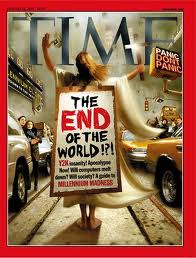 TIME
PANIC
DONT
PANIC
THE
END
OF THE
WORLD!?!
Y2K insanity! Apocalypse
Now! Will computers melt
down? Will society? A guide to
MILLENNIUM MADNESS